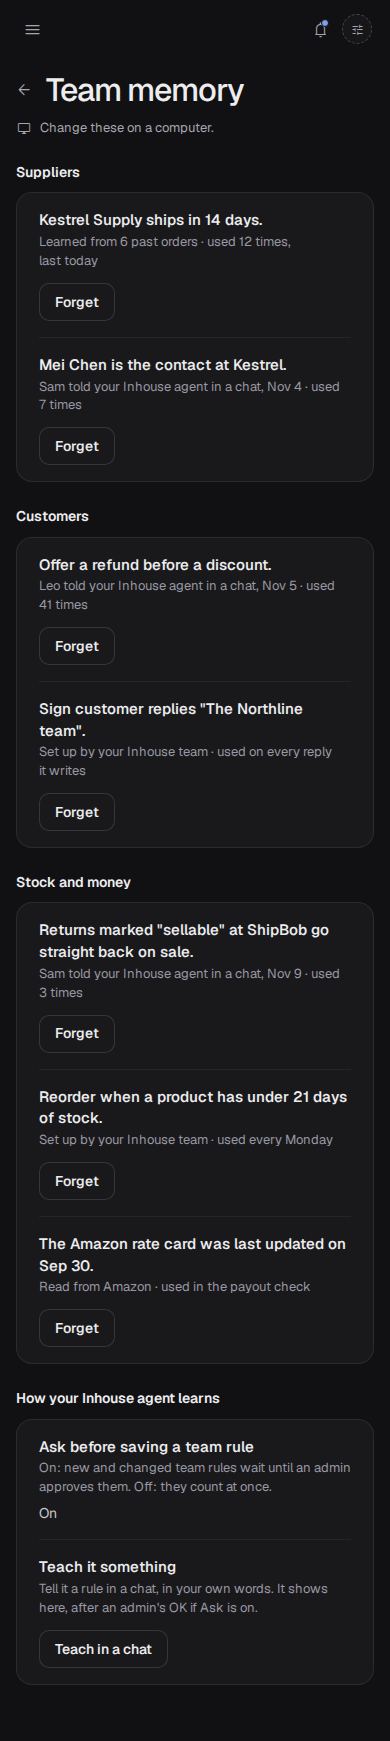 Team memory
Change these on a computer.
Suppliers
Kestrel Supply ships in 14 days.
Learned from 6 past orders · used 12 times,
last today
Forget
Mei Chen is the contact at Kestrel.
Sam told your Inhouse agent in a chat, Nov 4 · used
7 times
Forget
Customers
Offer a refund before a discount.
Leo told your Inhouse agent in a chat, Nov 5 · used
41 times
Forget
Sign customer replies "The Northline
team".
Set up by your Inhouse team · used on every reply
it writes
Forget
Stock and money
Returns marked "sellable" at ShipBob go
straight back on sale.
Sam told your Inhouse agent in a chat, Nov 9 · used
3 times
Forget
Reorder when a product has under 21 days
of stock.
Set up by your Inhouse team · used every Monday
Forget
The Amazon rate card was last updated on
Sep 30.
Read from Amazon · used in the payout check
Forget
How your Inhouse agent learns
Ask before saving a team rule
On: new and changed team rules wait until an admin
approves them. Off: they count at once.
On
Teach it something
Tell it a rule in a chat, in your own words. It shows
here, after an admin's OK if Ask is on.
Teach in a chat